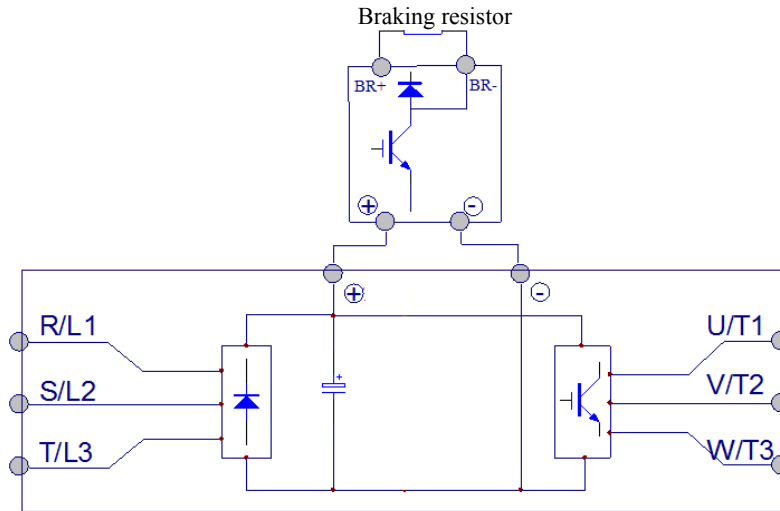 Braking resistor
BR+ BR-
⊕ ⊖
⊕ ⊖
R/L1
S/L2
T/L3
+
U/T1
V/T2
W/T3